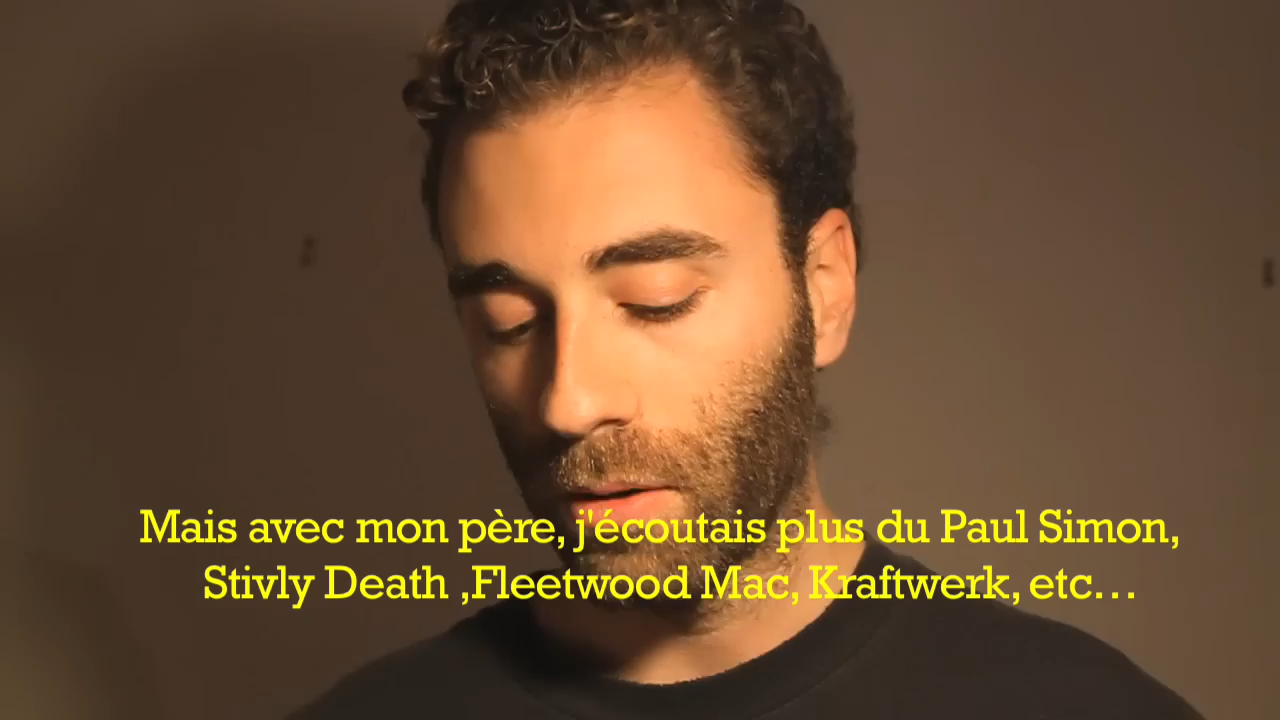 Mais avec mon père, j'écoutais plus du Paul Simon,
Stivly Death ,Fleetwood Mac, Kraftwerk, etc...